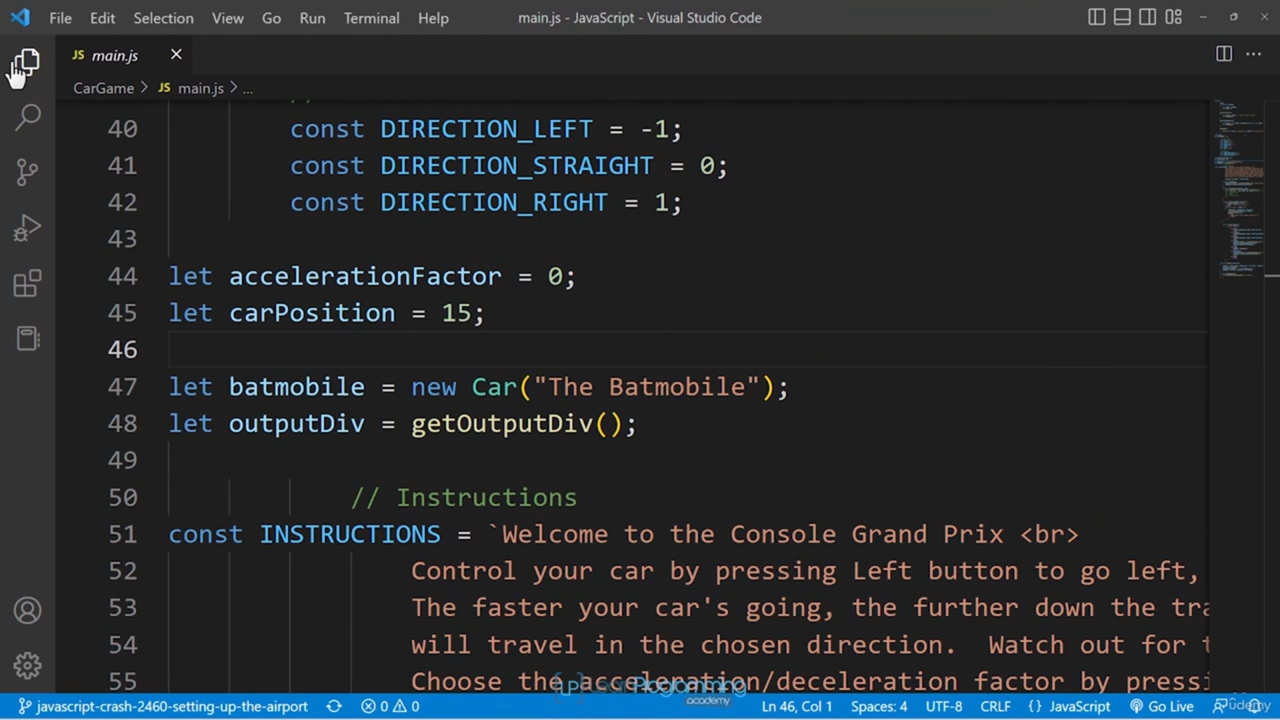 File Edit Selection View Go Run Terminal Help main.js - JavaScript - Visual Studio Code
JS main.js
CarGame > JS main.js > ...
40 const DIRECTION_LEFT = -1;
41 const DIRECTION_STRAIGHT = 0;
42 const DIRECTION_RIGHT = 1;
43
44 let accelerationFactor = 0;
45 let carPosition = 15;
46
47 let batmobile = new Car("The Batmobile");
48 let outputDiv = getOutputDiv();
49
50 // Instructions
51 const INSTRUCTIONS = `Welcome to the Console Grand Prix <br>
52 Control your car by pressing Left button to go left,
53 The faster your car's going, the further down the tra
54 will travel in the chosen direction. Watch out for t
55 Choose the acceleration/deceleration factor by pressi
Learn Programming
academy
javascript-crash-2460-setting-up-the-airport 0 0 Ln 46, Col 1 Spaces: 4 UTF-8 CRLF {} JavaScript Go Live
Udemy